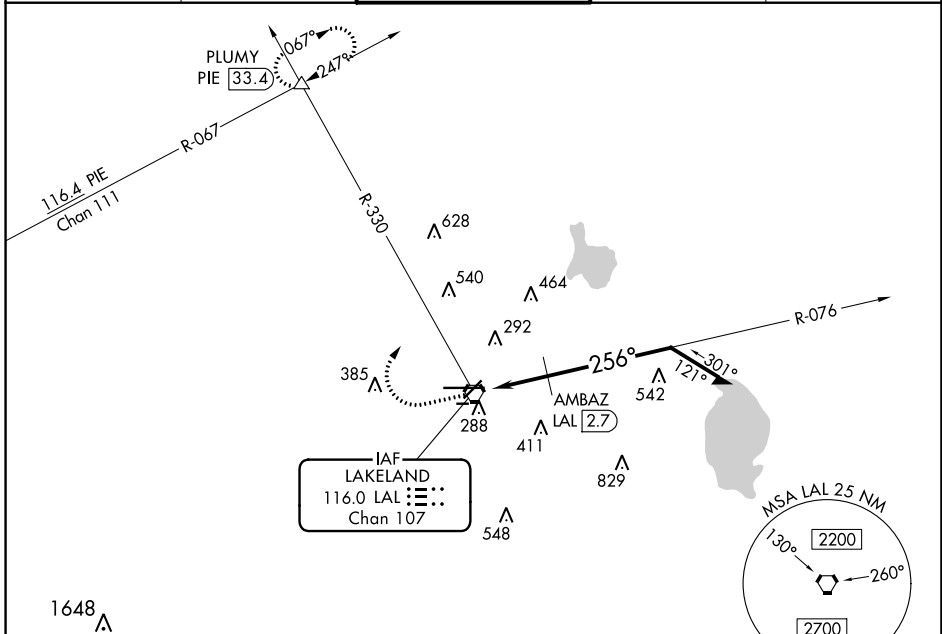 067°
PLUMY
PIE 33.4
247°
R-067
116.4 PIE
Chan 111
R-330
628
540
464
292
R-076
256°
301°
121°
385
AMBAZ
LAL 2.7
542
288
411
829
IAF
LAKELAND
116.0 LAL
Chan 107
548
MSA LAL 25 NM
2200
130°
260°
2700
1648